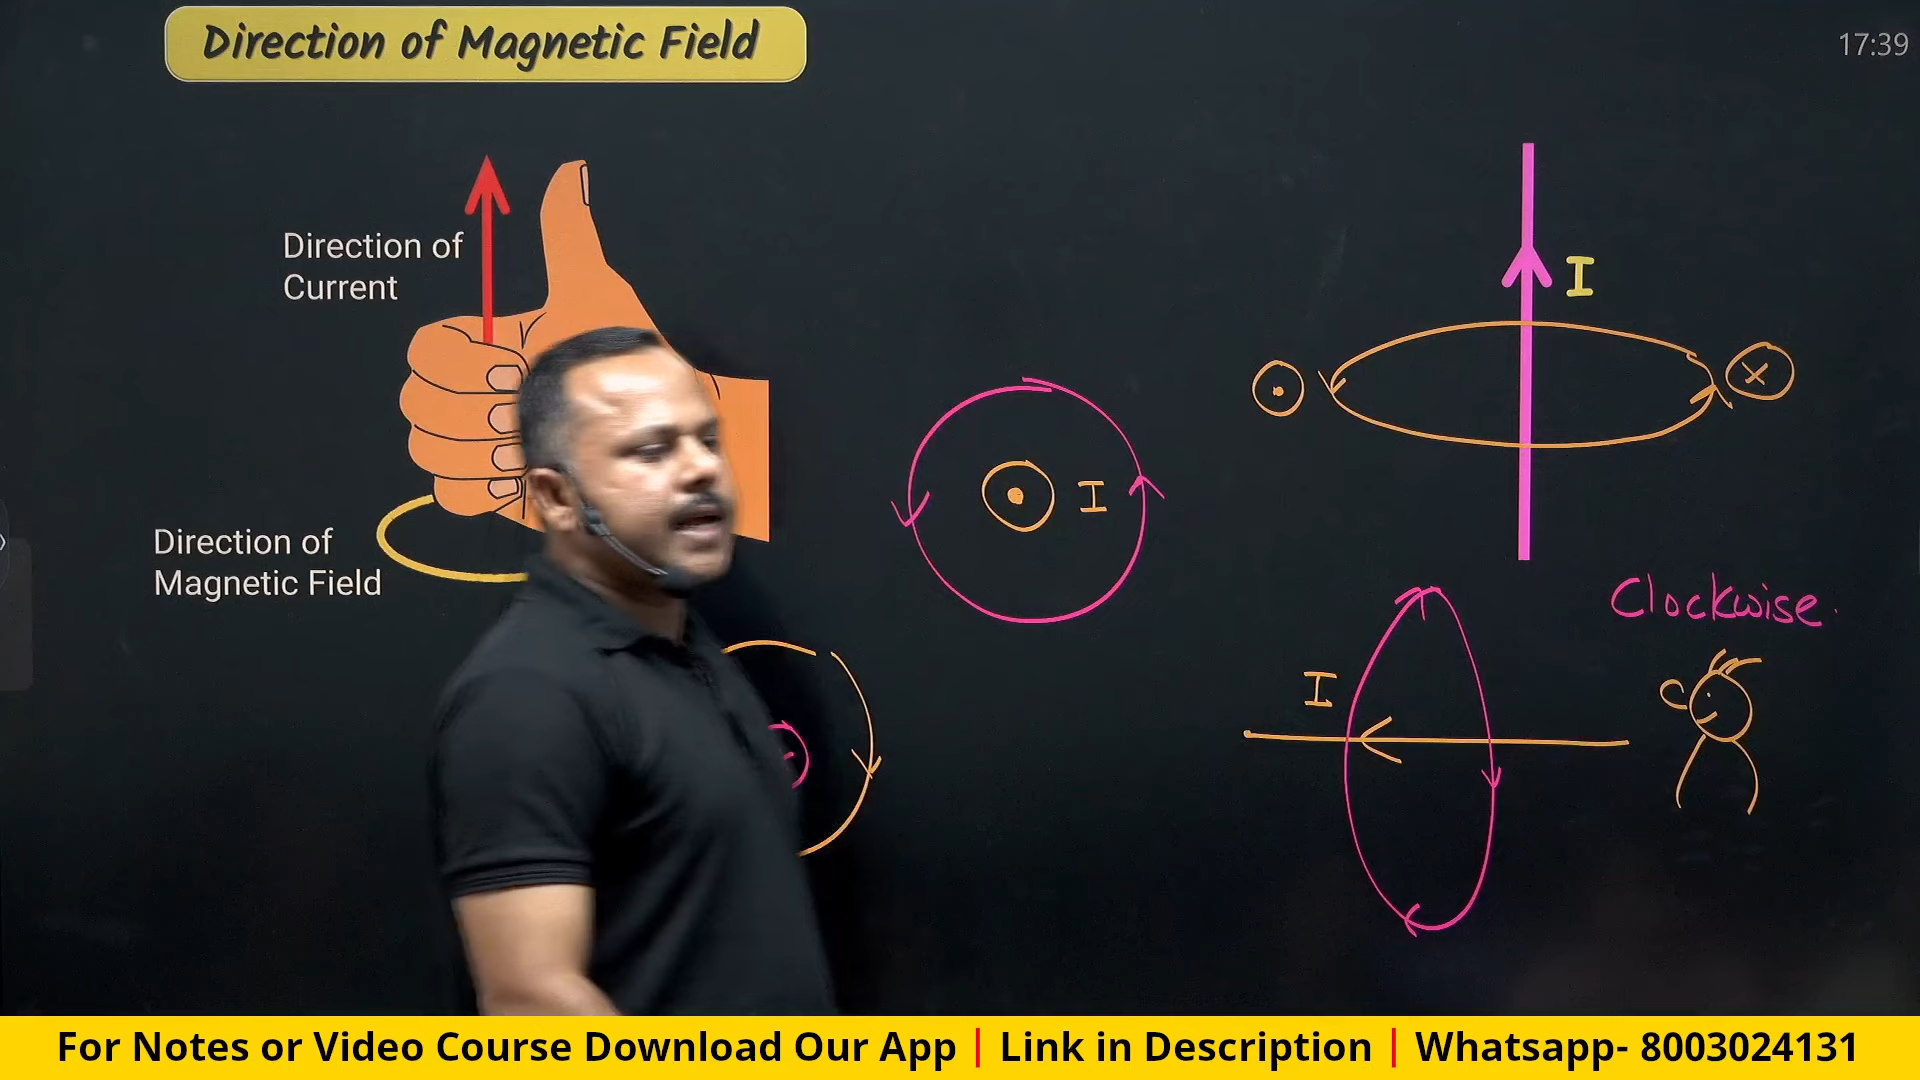 Direction of Magnetic Field
17:39
Direction of
Current
I
I
Direction of
Magnetic Field
Clockwise.
I
For Notes or Video Course Download Our App | Link in Description | Whatsapp- 8003024131